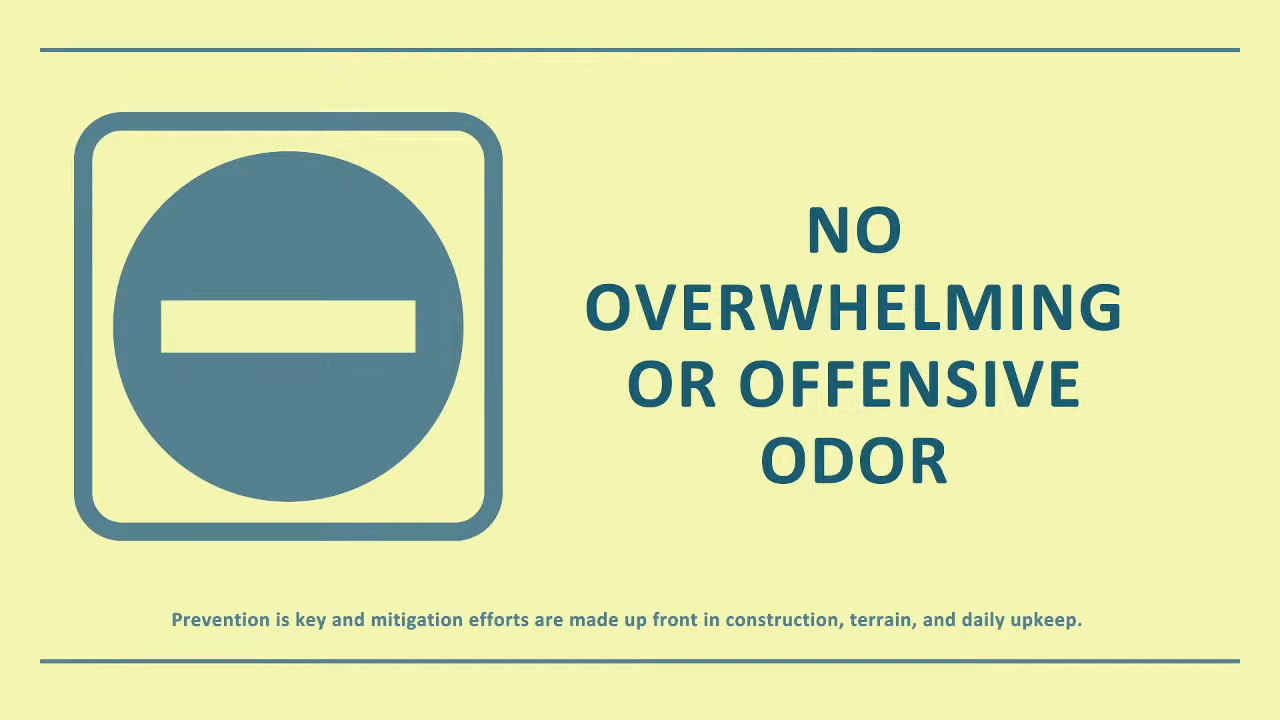 NO
OVERWHELMING
OR OFFENSIVE
ODOR
Prevention is key and mitigation efforts are made up front in construction, terrain, and daily upkeep.